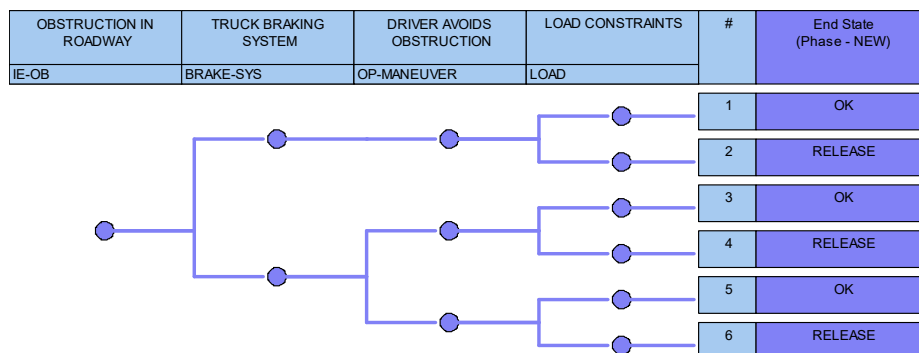 OBSTRUCTION IN
ROADWAY
TRUCK BRAKING
SYSTEM
DRIVER AVOIDS
OBSTRUCTION
LOAD CONSTRAINTS
#
End State
(Phase - NEW)
IE-OB
BRAKE-SYS
OP-MANEUVER
LOAD
1 OK
2 RELEASE
3 OK
4 RELEASE
5 OK
6 RELEASE